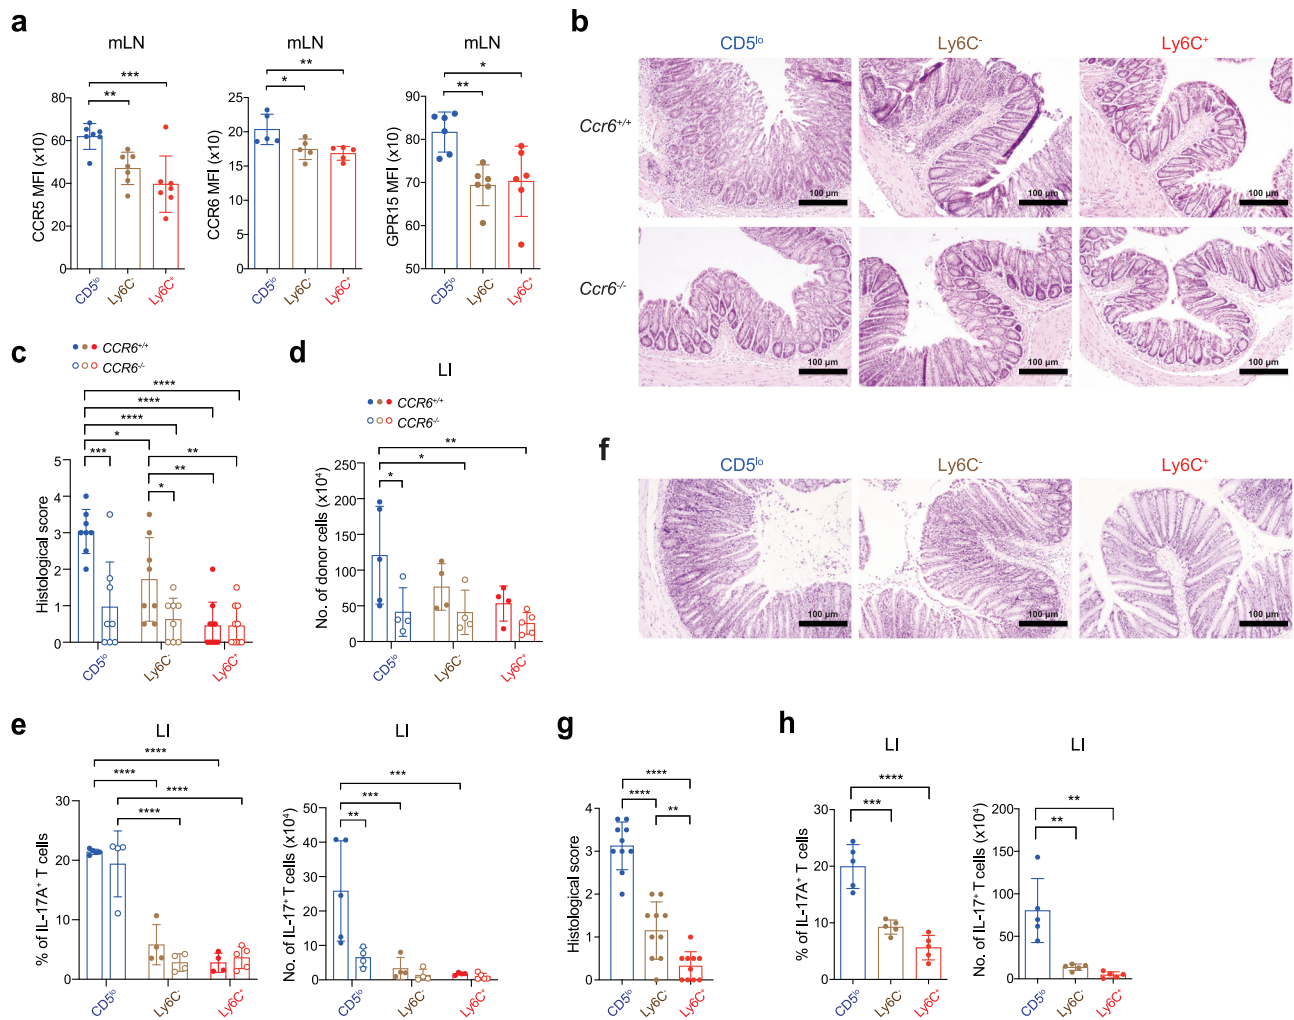 a
mLN
mLN
mLN
***
**
**
*
*
**
CCR5 MFI (x10)
80
60
40
20
0
CD5lo
Ly6C-
Ly6C+
CCR6 MFI (x10)
25
20
15
10
5
0
CD5lo
Ly6C-
Ly6C+
GPR15 MFI (x10)
90
80
70
60
50
CD5lo
Ly6C-
Ly6C+
b
CD5lo
Ly6C-
Ly6C+
Ccr6+/+
100 µm
100 µm
100 µm
Ccr6-/-
100 µm
100 µm
100 µm
c
CCR6+/+
CCR6-/-
****
****
****
*
**
***
**
*
Histological score
5
4
3
2
1
0
CD5lo
Ly6C-
Ly6C+
d
LI
CCR6+/+
CCR6-/-
**
*
*
No. of donor cells (x10⁴)
250
200
150
100
50
0
CD5lo
Ly6C-
Ly6C+
f
CD5lo
Ly6C-
Ly6C+
100 µm
100 µm
100 µm
e
LI
****
****
****
****
% of IL-17A+ T cells
30
20
10
0
CD5lo
Ly6C-
Ly6C+
LI
***
***
**
No. of IL-17+ T cells (x10⁴)
50
40
30
20
10
0
CD5lo
Ly6C-
Ly6C+
g
****
****
**
Histological score
4
3
2
1
0
CD5lo
Ly6C-
Ly6C+
h
LI
****
***
% of IL-17A+ T cells
30
20
10
0
CD5lo
Ly6C-
Ly6C+
LI
**
**
No. of IL-17+ T cells (x10⁴)
200
150
100
50
0
CD5lo
Ly6C-
Ly6C+